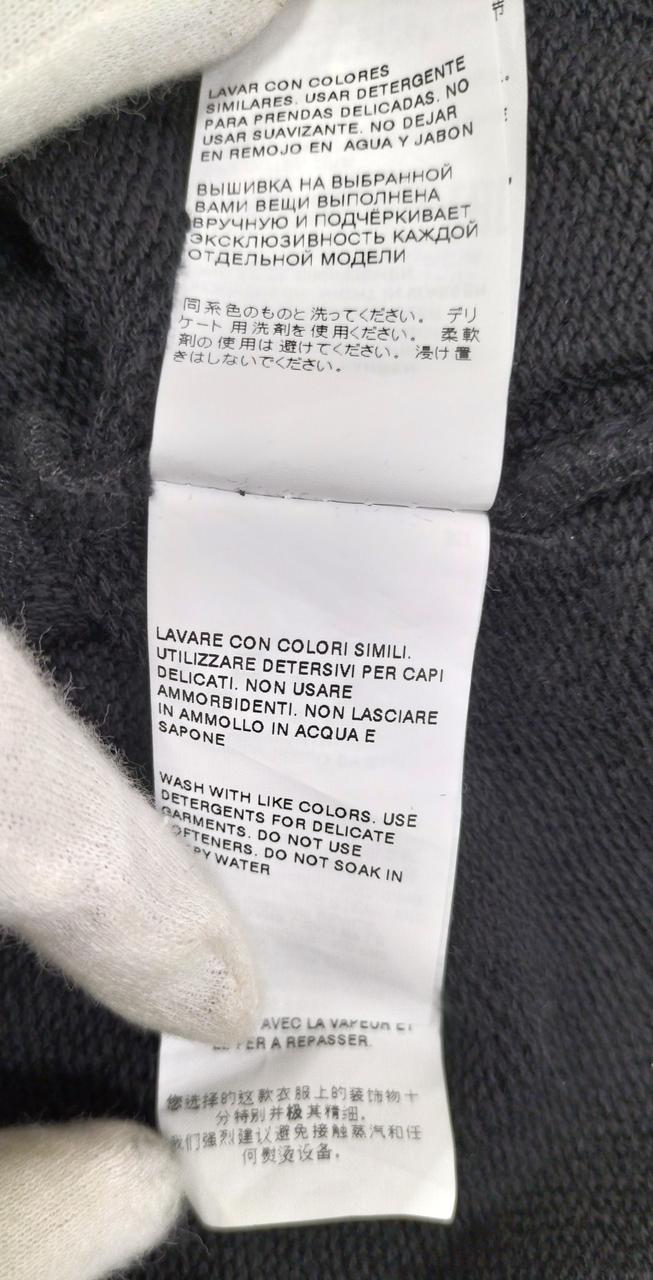 LAVAR CON COLORES
SIMILARES. USAR DETERGENTE
PARA PRENDAS DELICADAS. NO
USAR SUAVIZANTE. NO DEJAR
EN REMOJO EN AGUA Y JABON
ВЫШИВКА НА ВЫБРАННОЙ
ВАМИ ВЕЩИ ВЫПОЛНЕНА
ВРУЧНУЮ И ПОДЧЁРКИВАЕТ
ЭКСКЛЮЗИВНОСТЬ КАЖДОЙ
ОТДЕЛЬНОЙ МОДЕЛИ
同系色のものと洗ってください。 デリ
ケート用洗剤を使用ください。 柔軟
剤の使用は避けてください。 浸け置
きはしないでください。
LAVARE CON COLORI SIMILI.
UTILIZZARE DETERSIVI PER CAPI
DELICATI. NON USARE
AMMORBIDENTI. NON LASCIARE
IN AMMOLLO IN ACQUA E
SAPONE
WASH WITH LIKE COLORS. USE
DETERGENTS FOR DELICATE
GARMENTS. DO NOT USE
OFTENERS. DO NOT SOAK IN
PY WATER
AVEC LA VAPEUR ET
FER A REPASSER.
您选择的这款衣服上的装饰物十
分特别并极其精细。
我们强烈建议避免接触蒸汽和任
何熨烫设备。